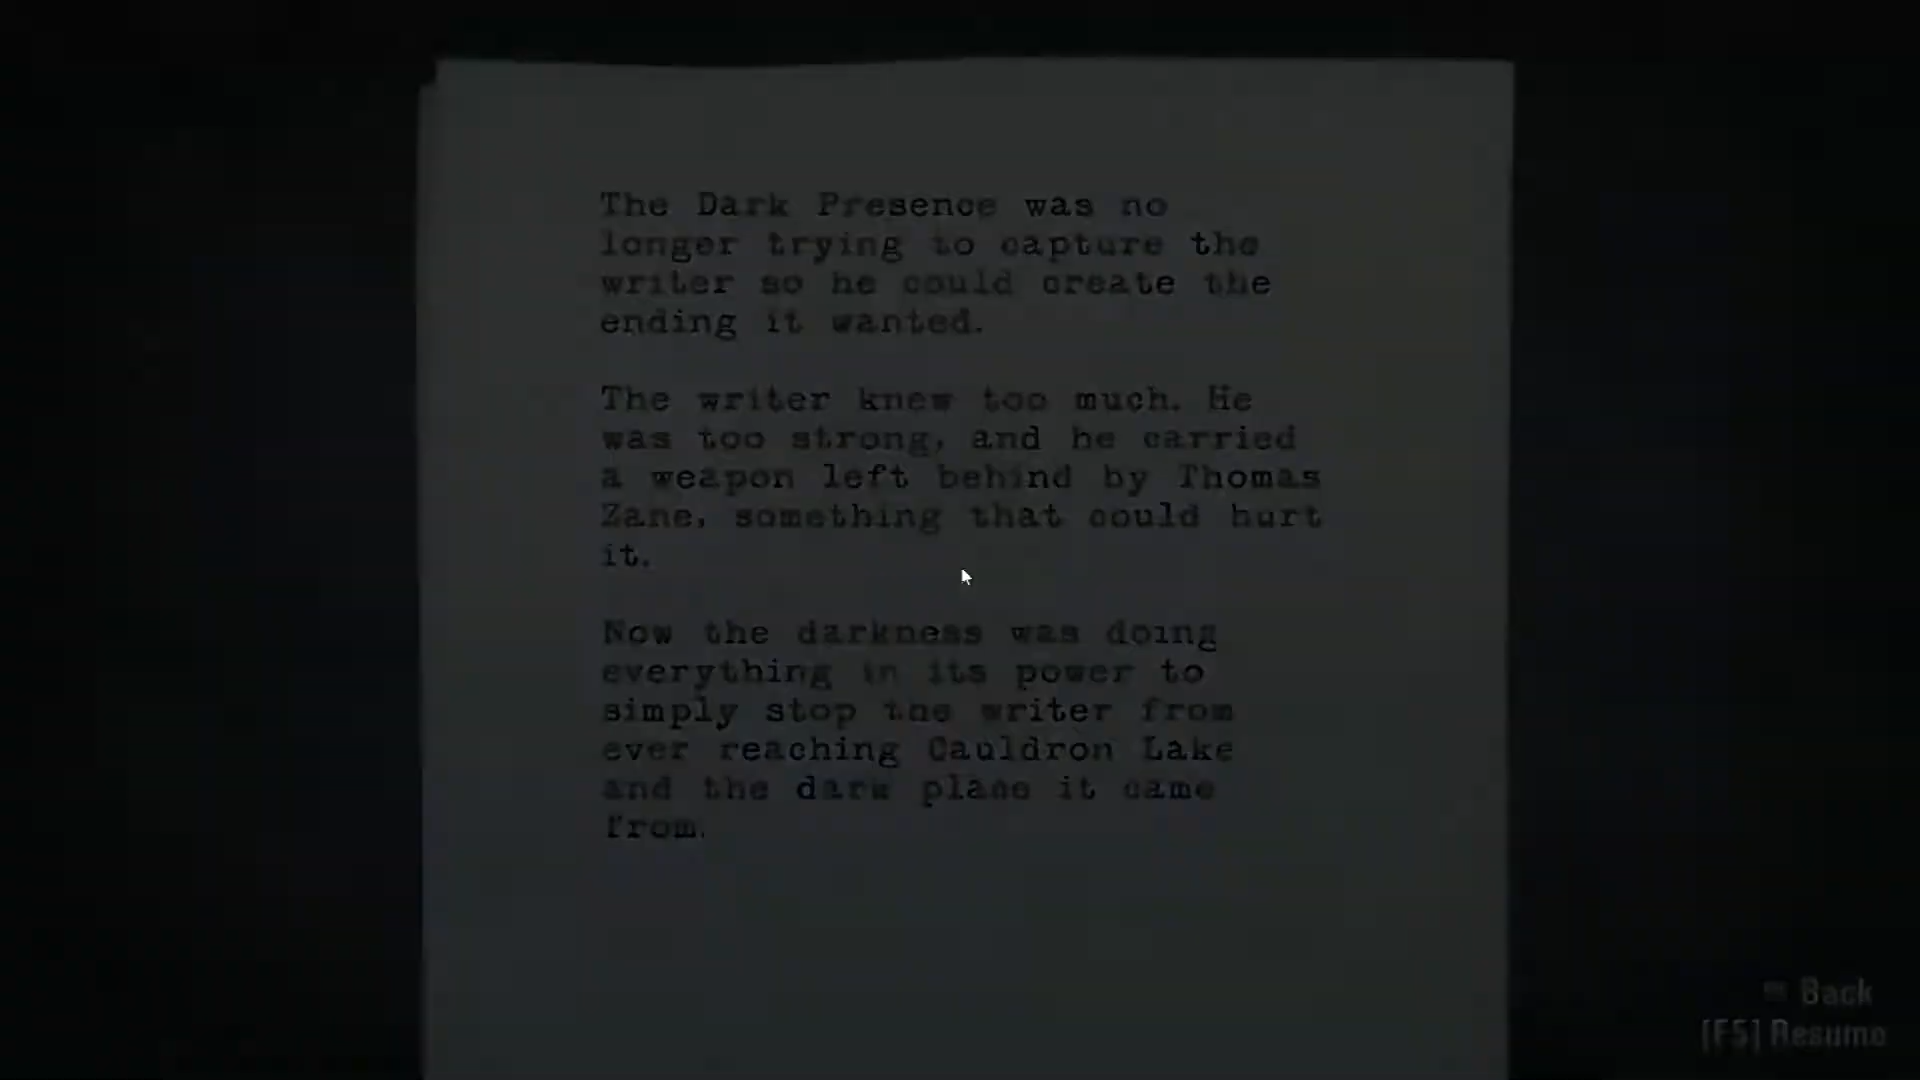 The Dark Presence was no
longer trying to capture the
writer so he could create the
ending it wanted.
The writer knew too much. He
was too strong, and he carried
a weapon left behind by Thomas
Zane, something that could hurt
it.
Now the darkness was doing
everything in its power to
simply stop the writer from
ever reaching Cauldron Lake
and the dark place it came
from.
Back
[F5] Resume